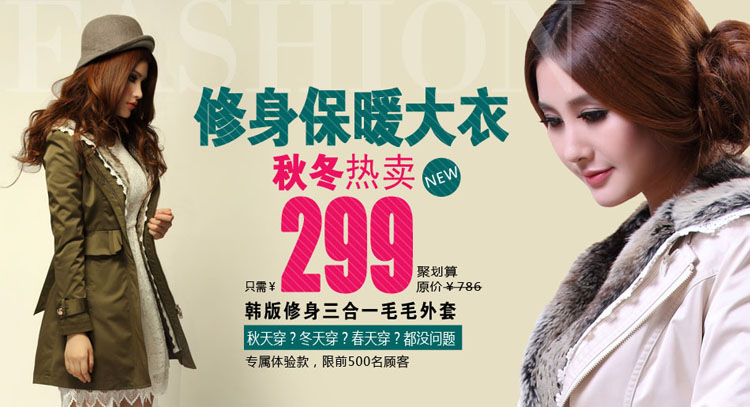 FASHION
修身保暖大衣
秋冬热卖
NEW
只需¥
299
聚划算
原价¥786
韩版修身三合一毛毛外套
秋天穿？冬天穿？春天穿？都没问题
专属体验款，限前500名顾客